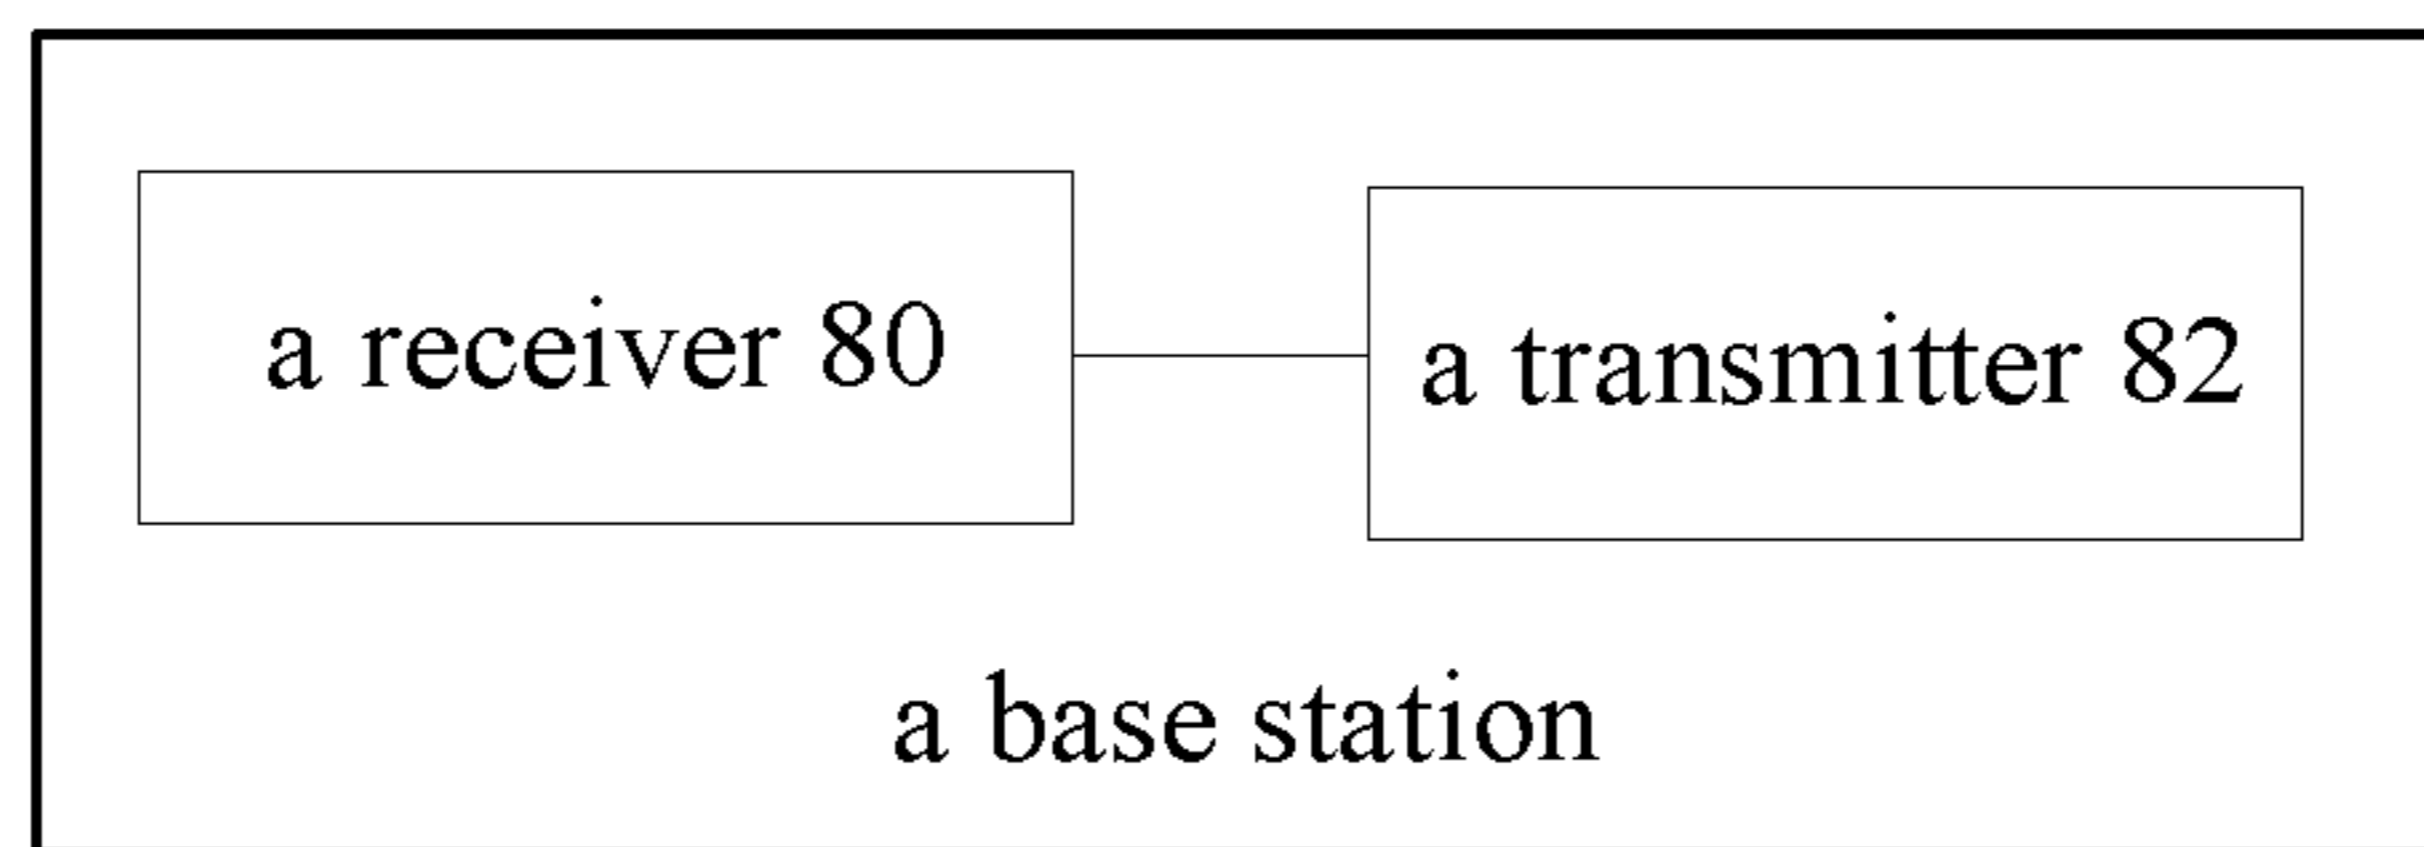 a receiver 80
a transmitter 82
a base station